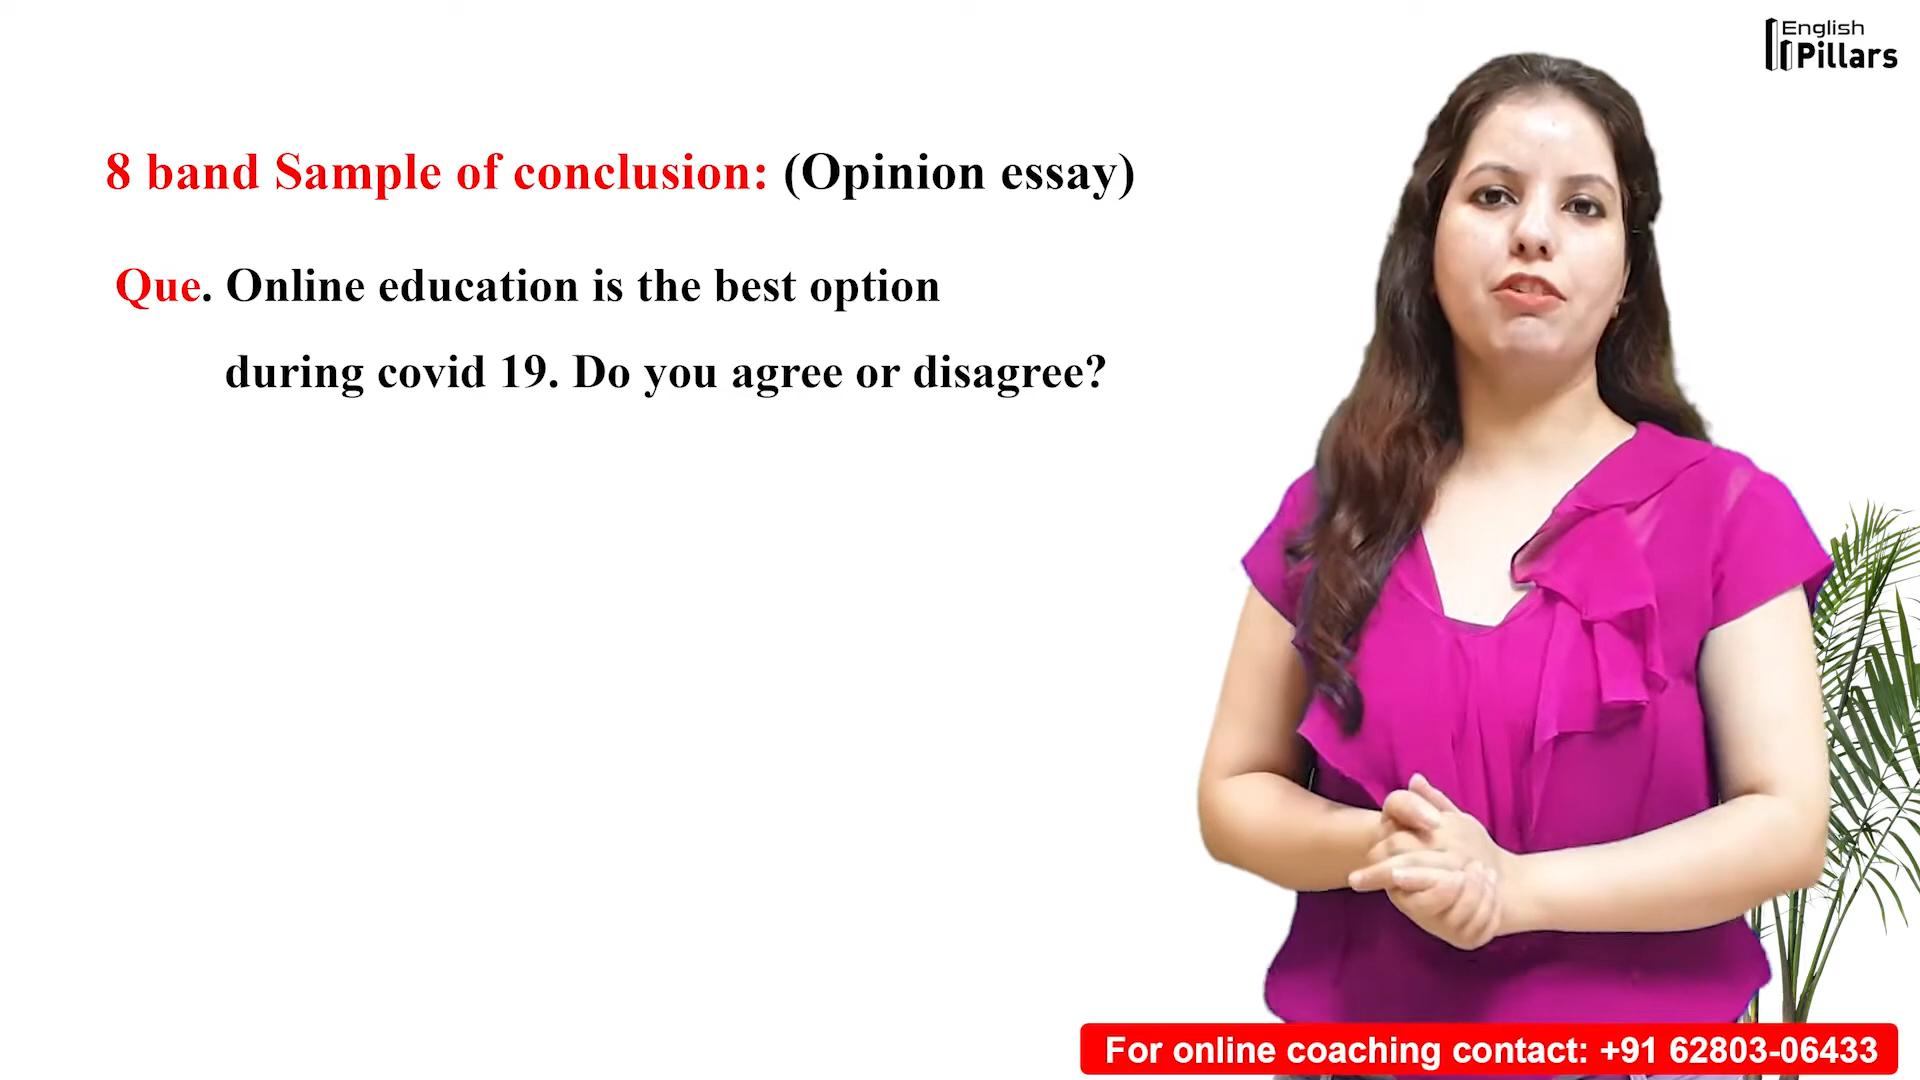 English
Pillars
8 band Sample of conclusion: (Opinion essay)
Que. Online education is the best option
during covid 19. Do you agree or disagree?
For online coaching contact: +91 62803-06433